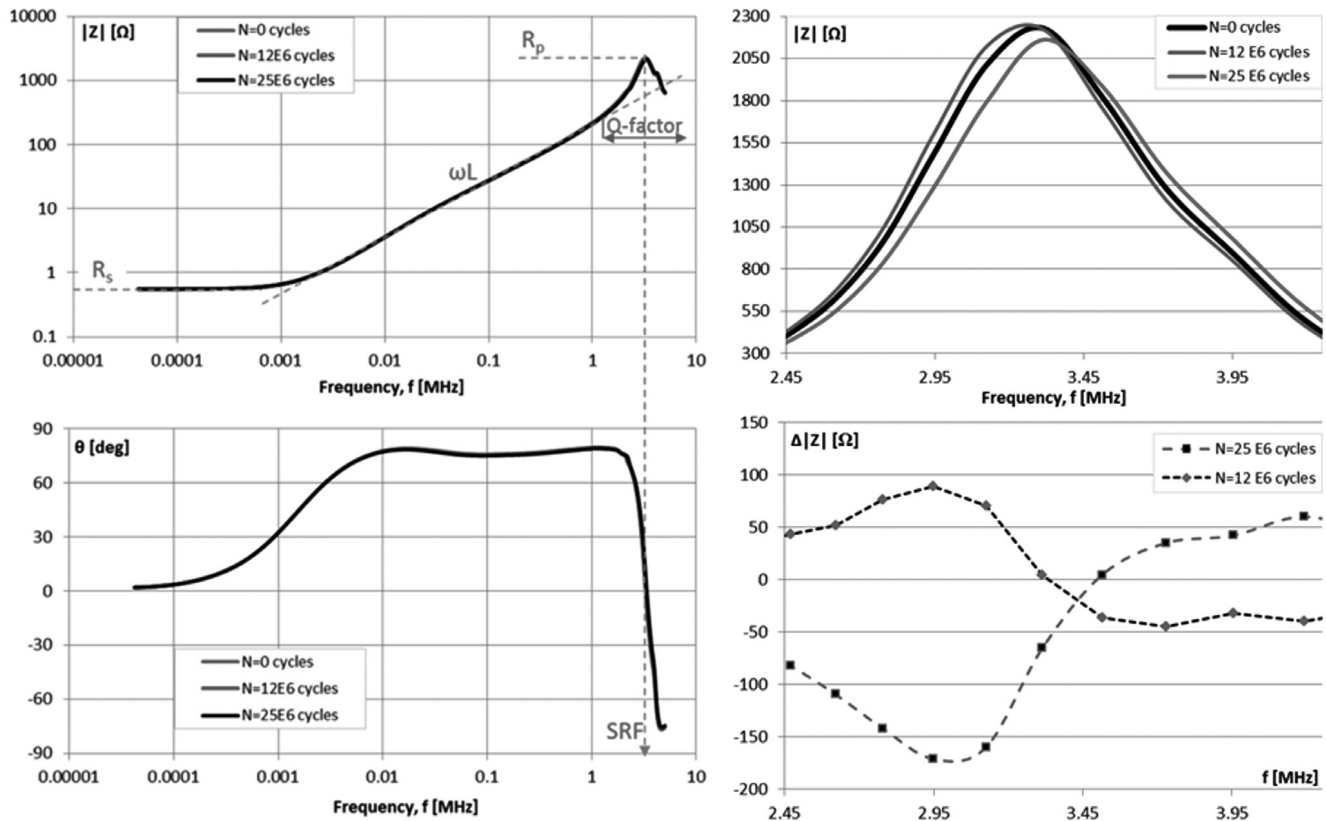 10000
1000
100
10
1
0.1
|Z| [Ω]
N=0 cycles
N=12E6 cycles
N=25E6 cycles
Rp
Q-factor
ωL
Rs
0.00001 0.0001 0.001 0.01 0.1 1 10
Frequency, f [MHz]
2300
2050
1800
1550
1300
1050
800
550
300
|Z| [Ω]
N=0 cycles
N=12 E6 cycles
N=25 E6 cycles
2.45 2.95 3.45 3.95
Frequency, f [MHz]
90
60
30
0
-30
-60
-90
θ [deg]
N=0 cycles
N=12E6 cycles
N=25E6 cycles
SRF
0.00001 0.0001 0.001 0.01 0.1 1 10
Frequency, f [MHz]
150
100
50
0
-50
-100
-150
-200
Δ|Z| [Ω]
N=25 E6 cycles
N=12 E6 cycles
f [MHz]
2.45 2.95 3.45 3.95